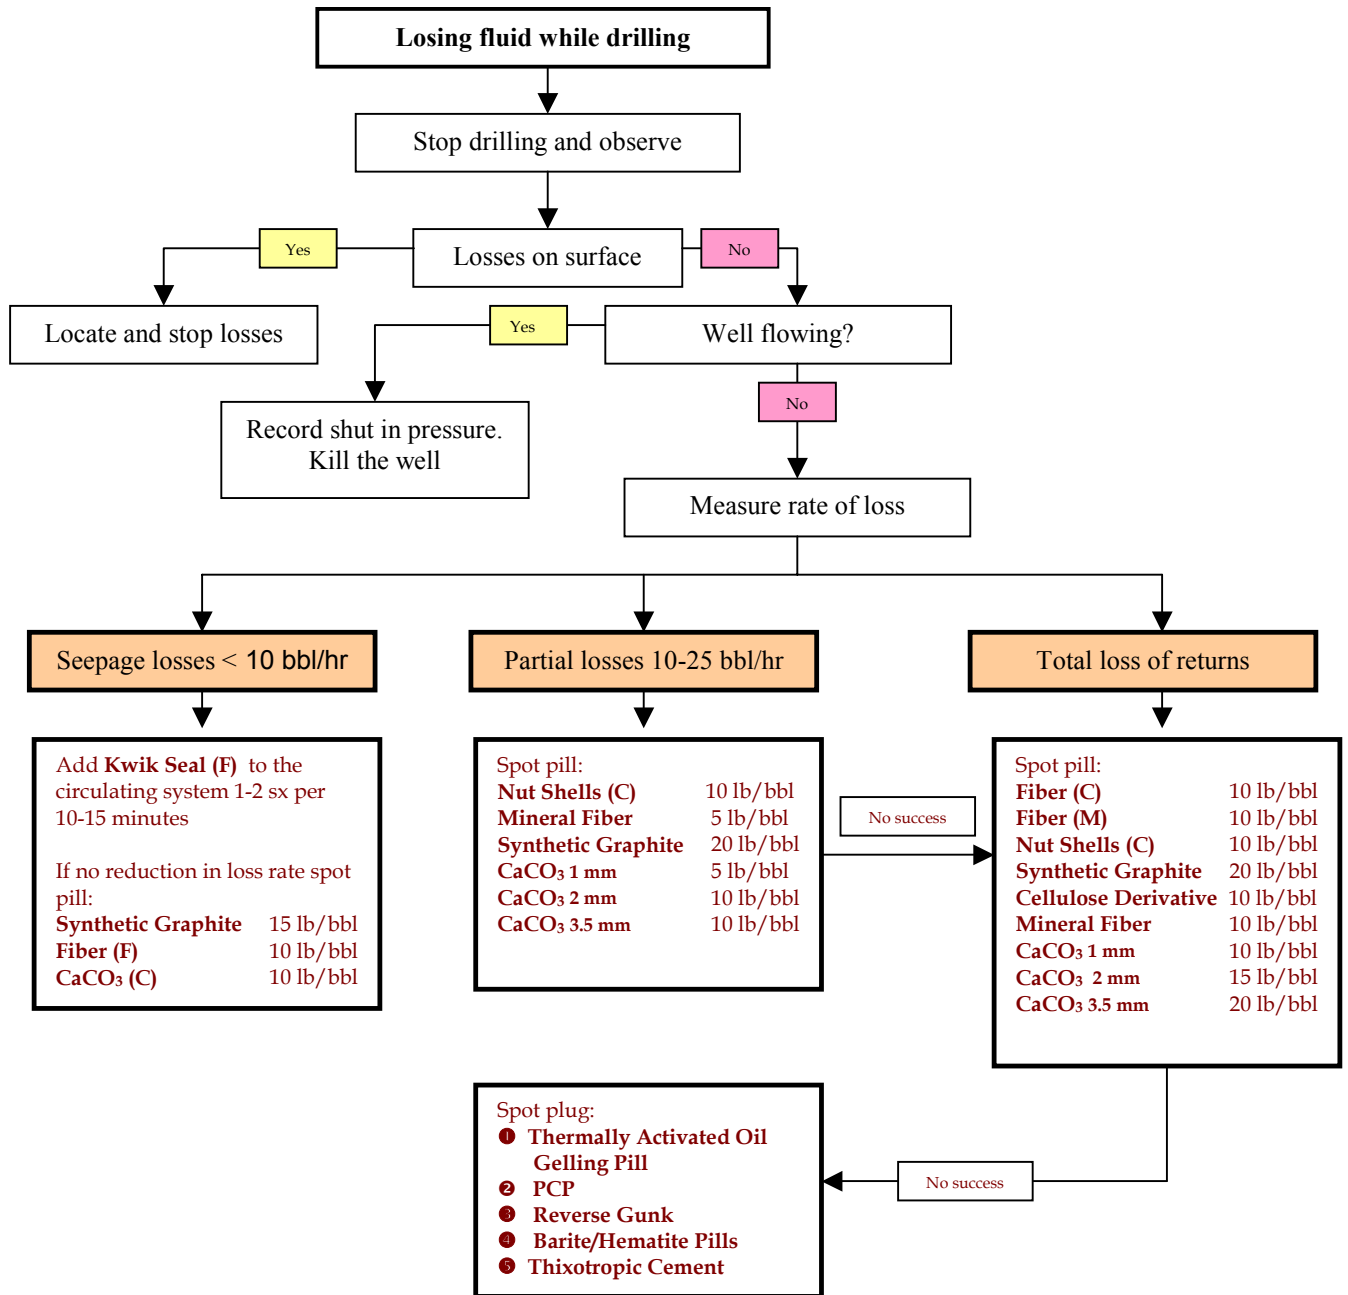 Losing fluid while drilling
Stop drilling and observe
Yes
Losses on surface
No
Locate and stop losses
Yes
Well flowing?
No
Record shut in pressure.
Kill the well
Measure rate of loss
Seepage losses < 10 bbl/hr
Partial losses 10-25 bbl/hr
Total loss of returns
Add Kwik Seal (F) to the
circulating system 1-2 sx per
10-15 minutes
If no reduction in loss rate spot
pill:
Synthetic Graphite 15 lb/bbl
Fiber (F) 10 lb/bbl
CaCO₃ (C) 10 lb/bbl
Spot pill:
Nut Shells (C) 10 lb/bbl
Mineral Fiber 5 lb/bbl
Synthetic Graphite 20 lb/bbl
CaCO₃ 1 mm 5 lb/bbl
CaCO₃ 2 mm 10 lb/bbl
CaCO₃ 3.5 mm 10 lb/bbl
No success
Spot pill:
Fiber (C) 10 lb/bbl
Fiber (M) 10 lb/bbl
Nut Shells (C) 10 lb/bbl
Synthetic Graphite 20 lb/bbl
Cellulose Derivative 10 lb/bbl
Mineral Fiber 10 lb/bbl
CaCO₃ 1 mm 10 lb/bbl
CaCO₃ 2 mm 15 lb/bbl
CaCO₃ 3.5 mm 20 lb/bbl
No success
Spot plug:
❶ Thermally Activated Oil
Gelling Pill
❷ PCP
❸ Reverse Gunk
❹ Barite/Hematite Pills
❺ Thixotropic Cement